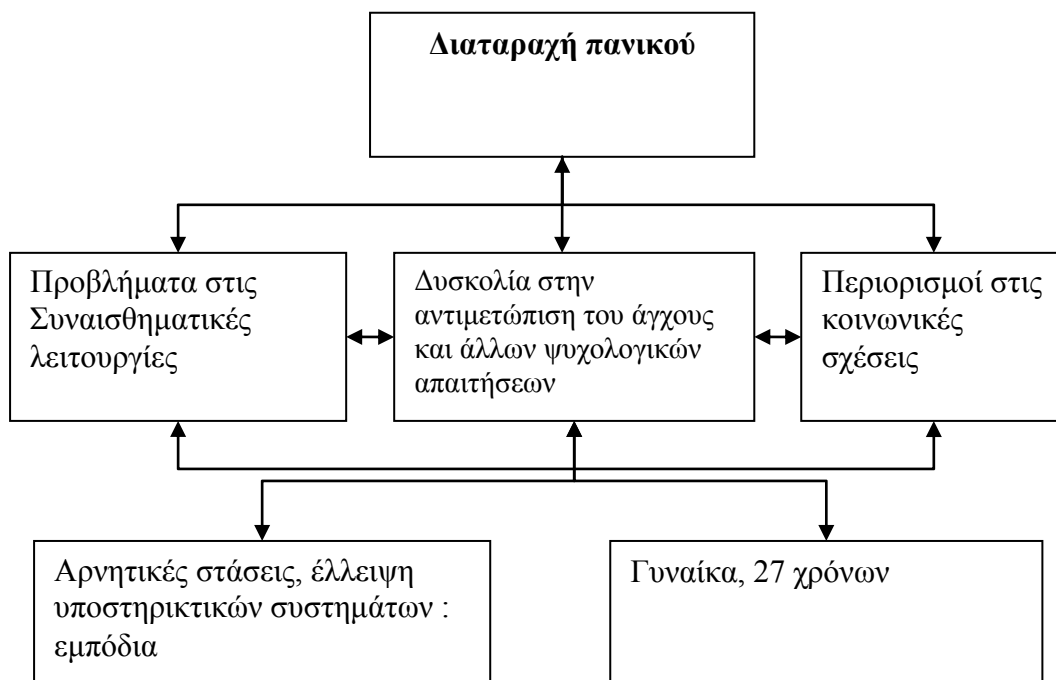 Διαταραχή πανικού
Προβλήματα στις
Συναισθηματικές
λειτουργίες
Δυσκολία στην
αντιμετώπιση του άγχους
και άλλων ψυχολογικών
απαιτήσεων
Περιορισμοί στις
κοινωνικές
σχέσεις
Αρνητικές στάσεις, έλλειψη
υποστηρικτικών συστημάτων :
εμπόδια
Γυναίκα, 27 χρόνων